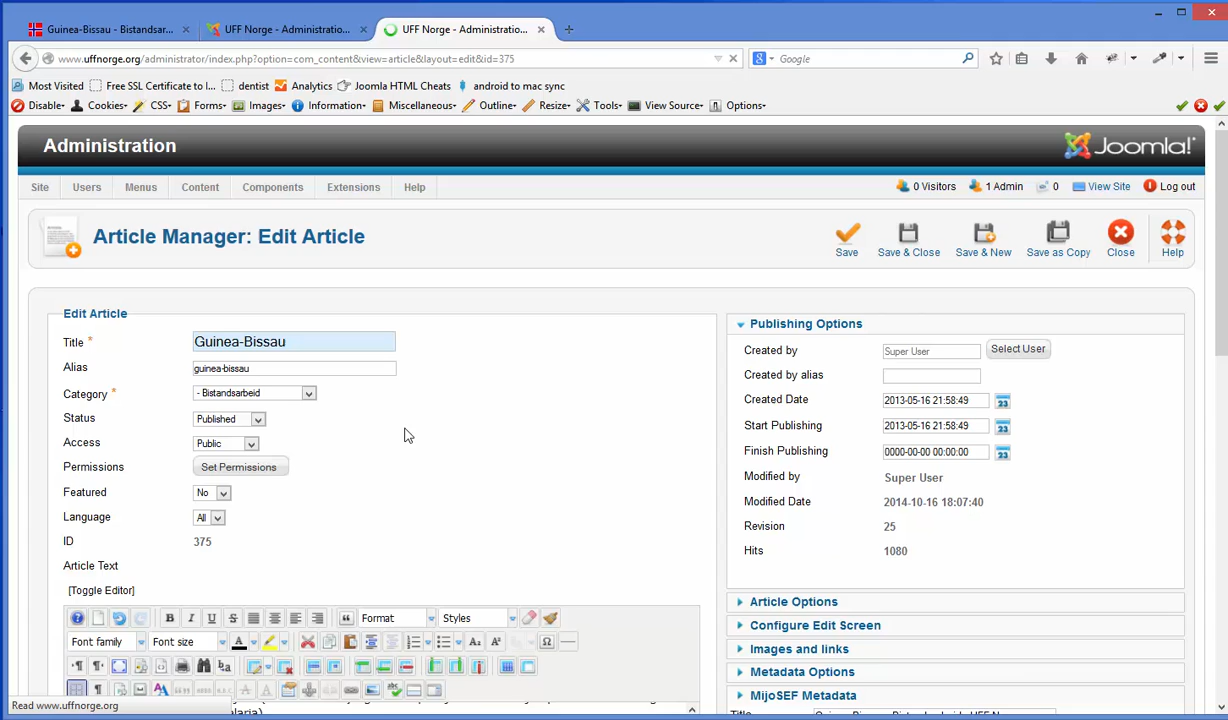 Guinea-Bissau - Bistandsar...
UFF Norge - Administratio...
UFF Norge - Administratio...
www.uffnorge.org/administrator/index.php?option=com_content&view=article&layout=edit&id=375
Google
Most Visited Free SSL Certificate to l... dentist Analytics Joomla HTML Cheats android to mac sync
Disable Cookies CSS Forms Images Information Miscellaneous Outline Resize Tools View Source Options
Administration
Joomla!
Site Users Menus Content Components Extensions Help
0 Visitors 1 Admin 0 View Site Log out
Article Manager: Edit Article
Save Save & Close Save & New Save as Copy Close Help
Edit Article
Title * Guinea-Bissau
Alias guinea-bissau
Category * - Bistandsarbeid
Status Published
Access Public
Permissions Set Permissions
Featured No
Language All
ID 375
Article Text
[Toggle Editor]
Format Styles
Font family Font size
Read www.uffnorge.org
Publishing Options
Created by Super User Select User
Created by alias
Created Date 2013-05-16 21:58:49 23
Start Publishing 2013-05-16 21:58:49 23
Finish Publishing 0000-00-00 00:00:00 23
Modified by Super User
Modified Date 2014-10-16 18:07:40
Revision 25
Hits 1080
Article Options
Configure Edit Screen
Images and links
Metadata Options
MijoSEF Metadata